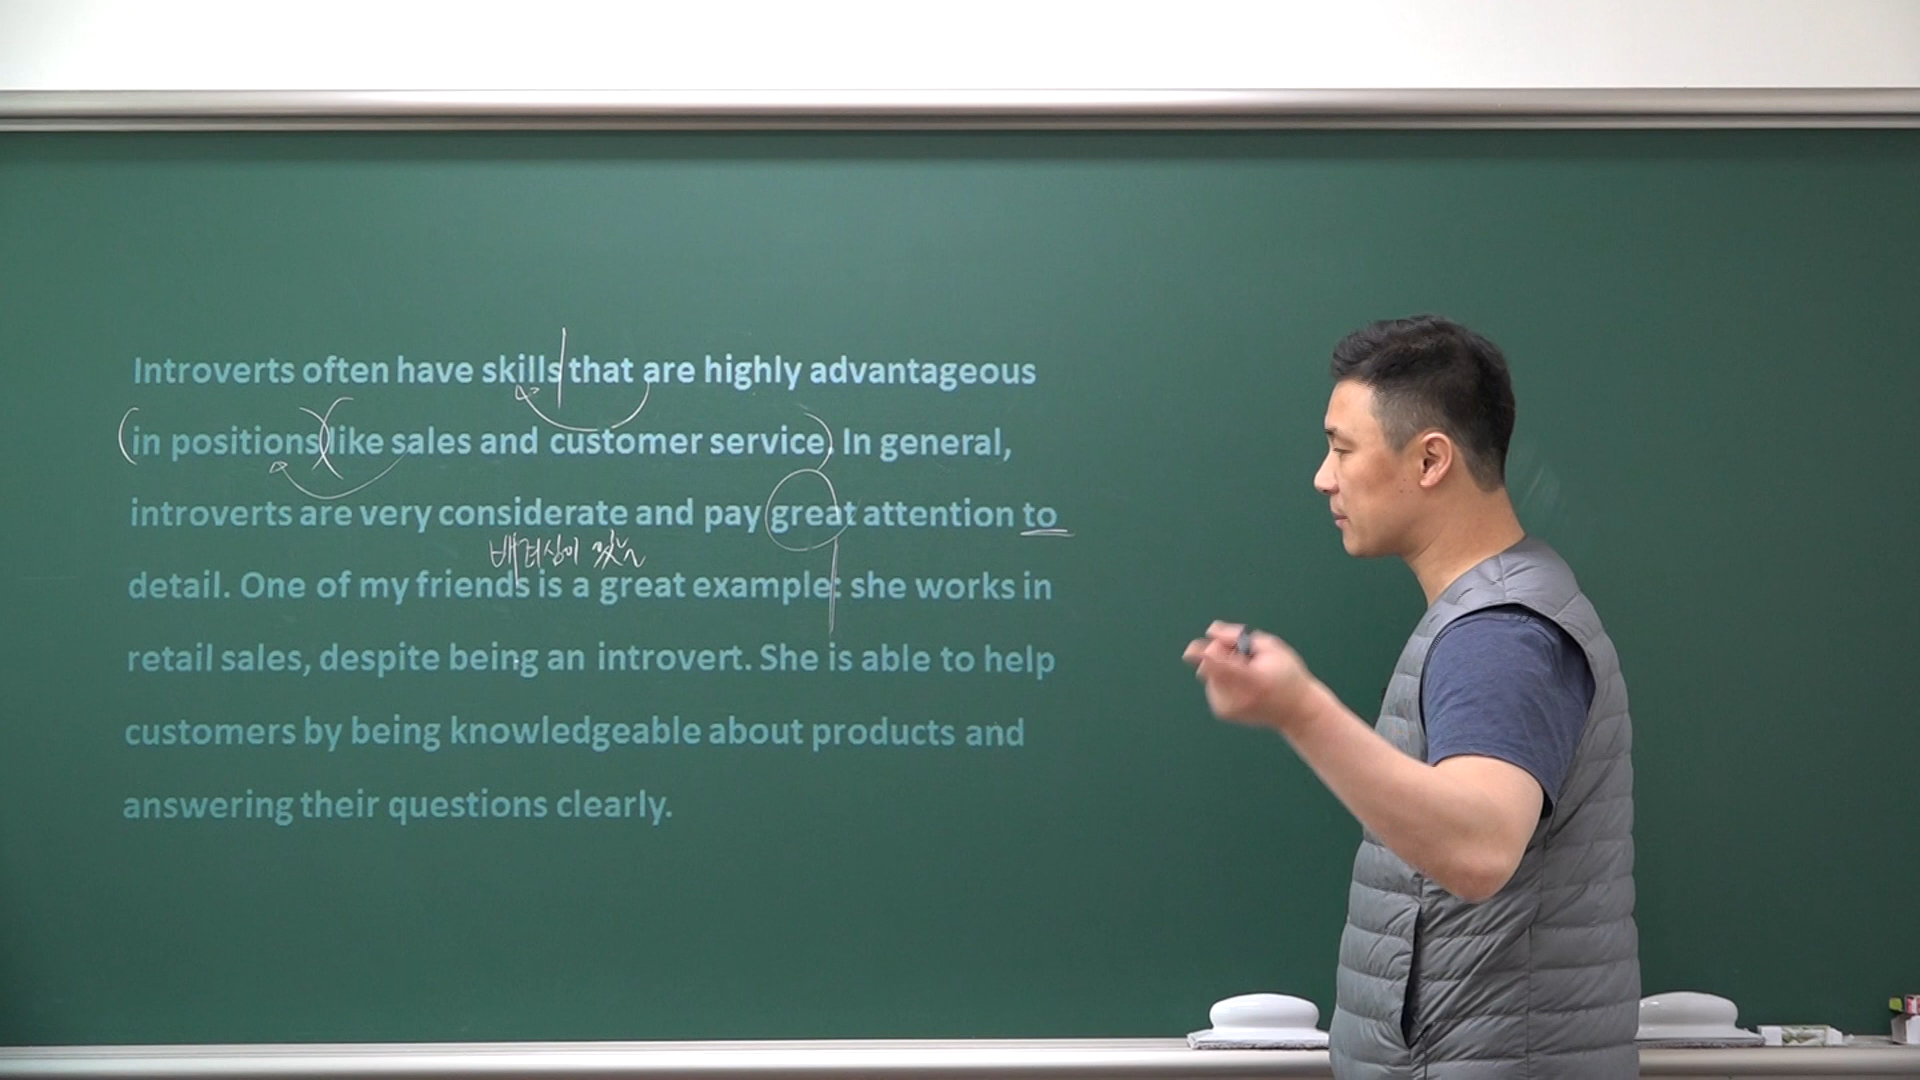 Introverts often have skills that are highly advantageous
in positions like sales and customer service. In general,
introverts are very considerate and pay great attention to
배려심이 있는
detail. One of my friends is a great example: she works in
retail sales, despite being an introvert. She is able to help
customers by being knowledgeable about products and
answering their questions clearly.